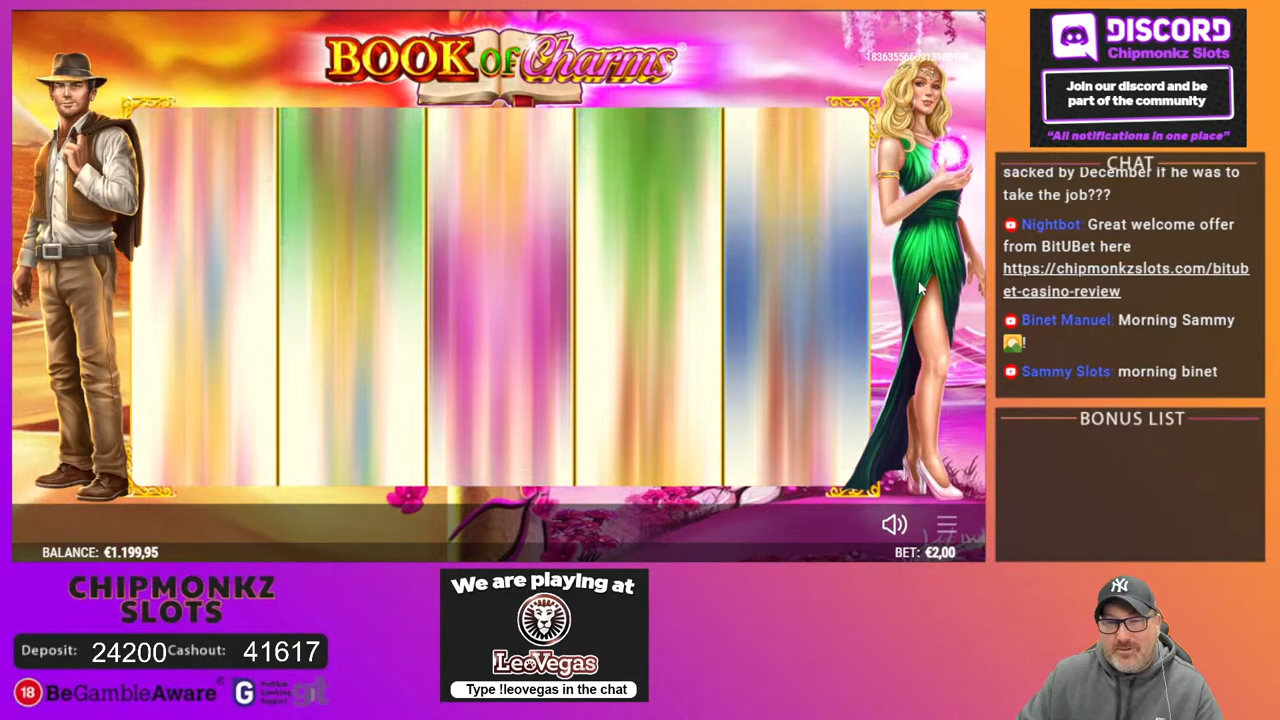 BOOK OF Charms
BALANCE: €1.199,95
BET: €2,00
DISCORD
Chipmonkz Slots
Join our discord and be
part of the community
"All notifications in one place"
CHAT
sacked by December if he was to
take the job???
Nightbot: Great welcome offer
from BitUBet here
https://chipmonkzslots.com/bitub
et-casino-review
Binet Manuel: Morning Sammy
!
Sammy Slots: morning binet
BONUS LIST
CHIPMONKZ
SLOTS
Deposit: 24200 Cashout: 41617
18 BeGambleAware
We are playing at
LeoVegas
Type !leovegas in the chat
NY